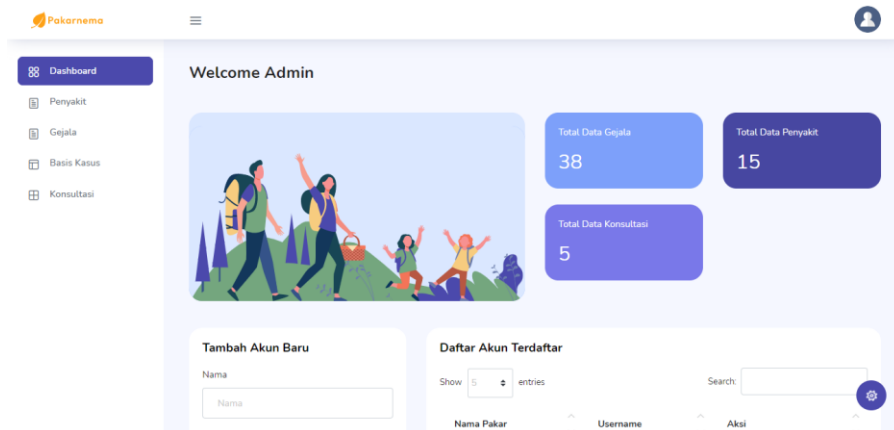 Pakarnema
Dashboard
Penyakit
Gejala
Basis Kasus
Konsultasi
Welcome Admin
Total Data Gejala
38
Total Data Penyakit
15
Total Data Konsultasi
5
Tambah Akun Baru
Nama
Nama
Daftar Akun Terdaftar
Show 5 entries
Search:
Nama Pakar Username Aksi